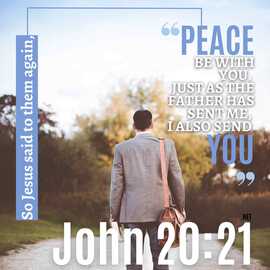 So Jesus said to them again,
“PEACE
BE WITH
YOU.
JUST AS THE
FATHER HAS
SENT ME,
I ALSO SEND
YOU
”
John 20:21